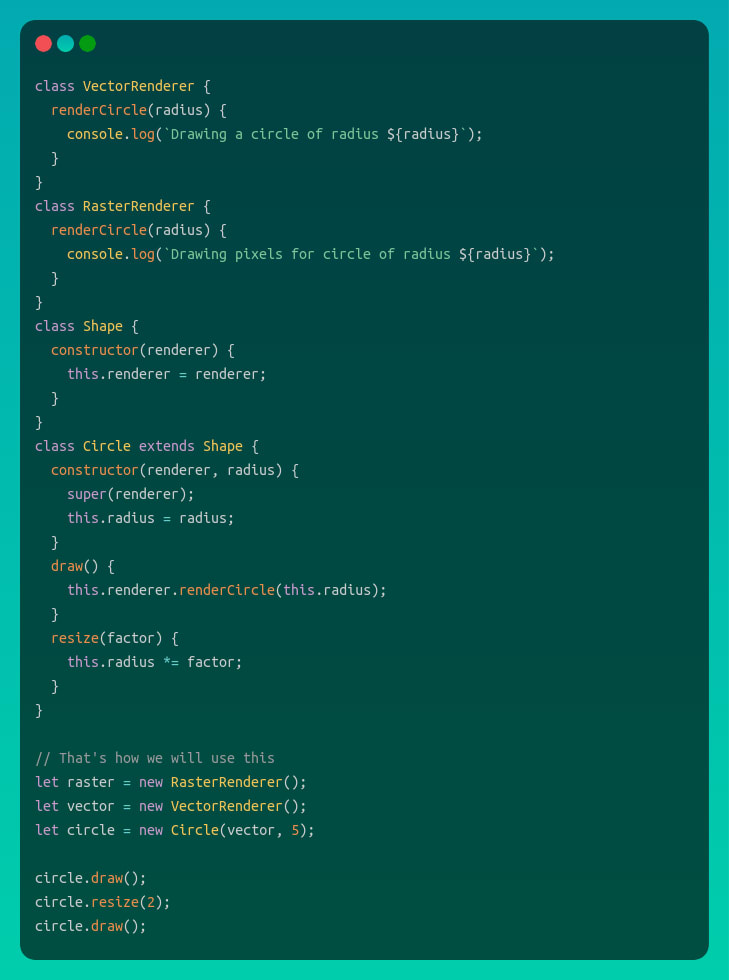 class VectorRenderer {
  renderCircle(radius) {
    console.log(`Drawing a circle of radius ${radius}`);
  }
}
class RasterRenderer {
  renderCircle(radius) {
    console.log(`Drawing pixels for circle of radius ${radius}`);
  }
}
class Shape {
  constructor(renderer) {
    this.renderer = renderer;
  }
}
class Circle extends Shape {
  constructor(renderer, radius) {
    super(renderer);
    this.radius = radius;
  }
  draw() {
    this.renderer.renderCircle(this.radius);
  }
  resize(factor) {
    this.radius *= factor;
  }
}

// That's how we will use this
let raster = new RasterRenderer();
let vector = new VectorRenderer();
let circle = new Circle(vector, 5);

circle.draw();
circle.resize(2);
circle.draw();